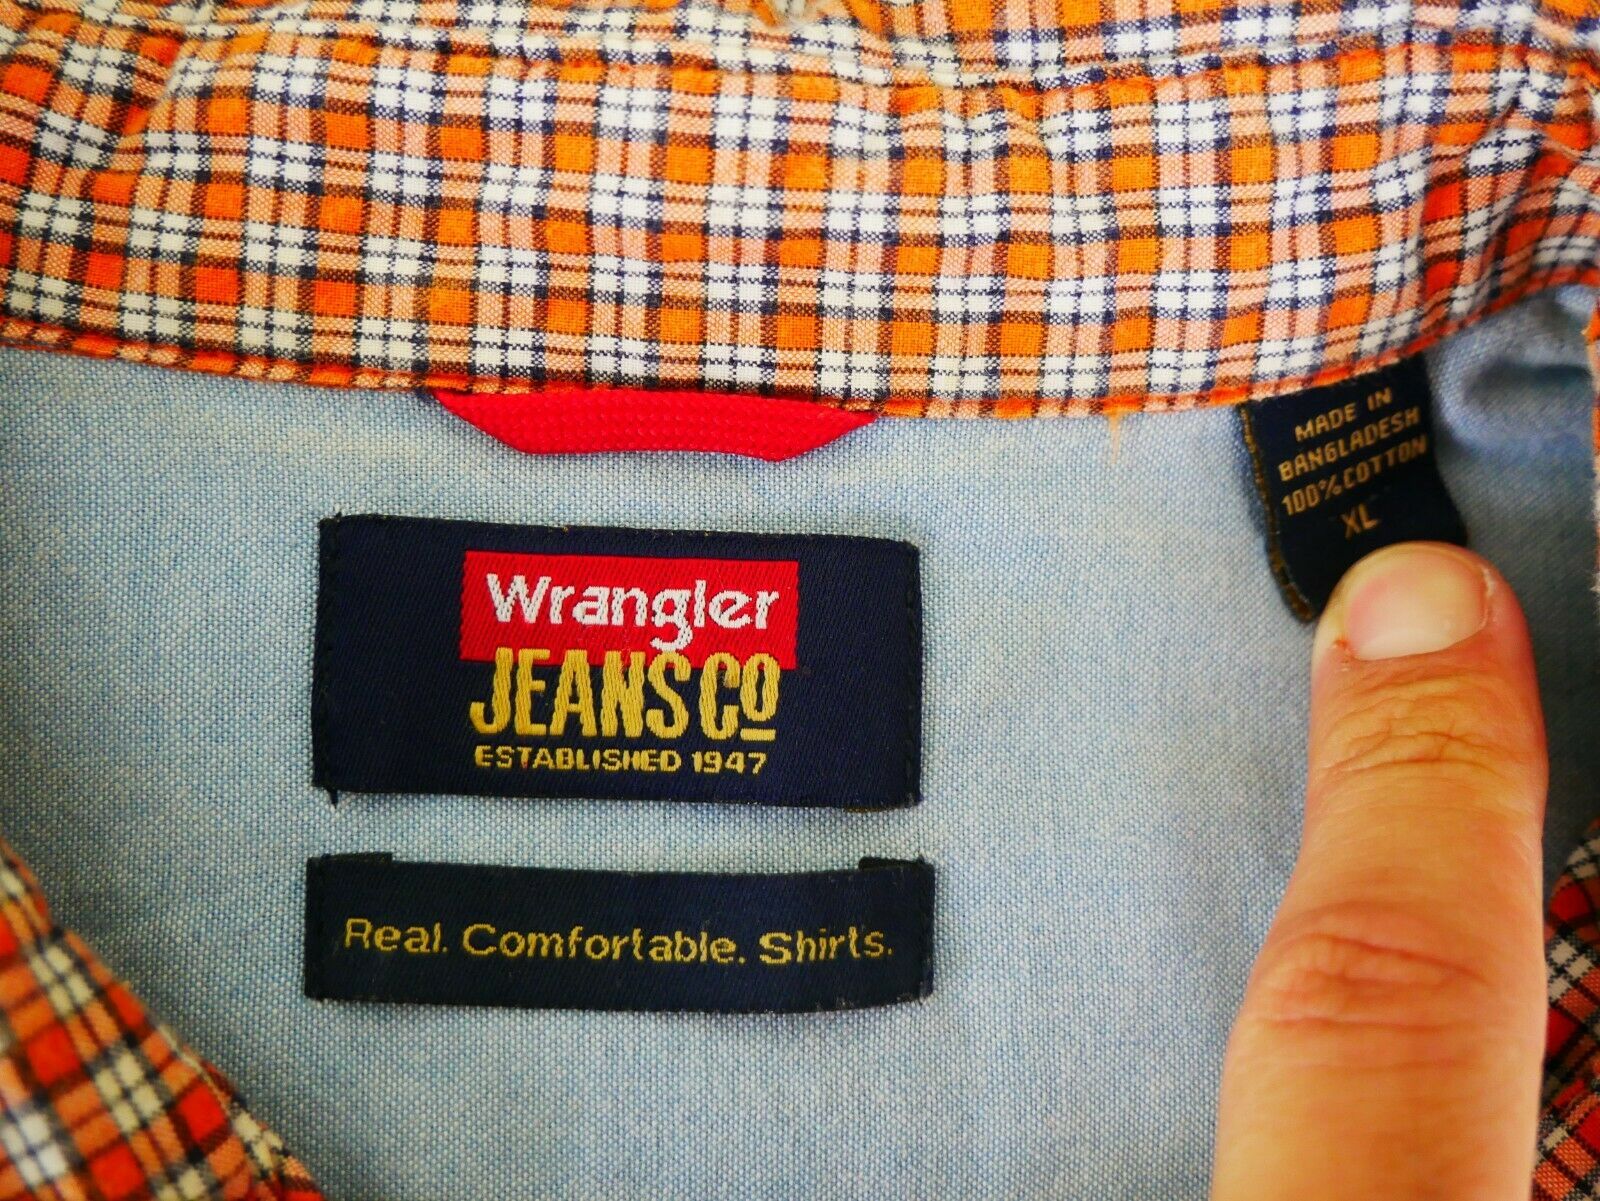 MADE IN
BANGLADESH
100% COTTON
XL
Wrangler
JEANS CO
ESTABLISHED 1947
Real. Comfortable. Shirts.